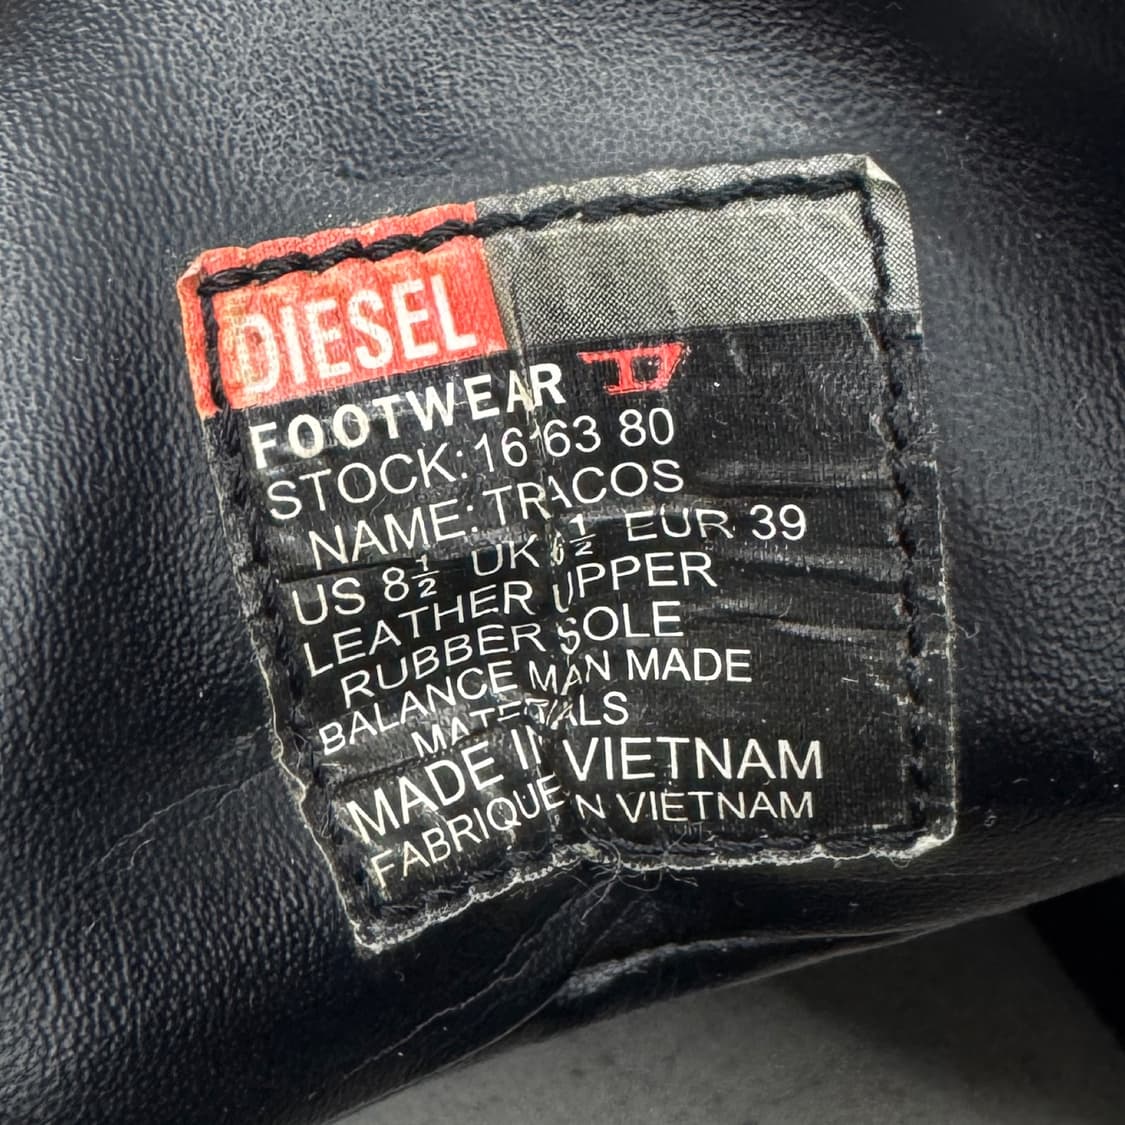 DIESEL
FOOTWEAR D
STOCK: 16163 80
NAME: TRACOS
US 8½ UK 6½ EUR 39
LEATHER UPPER
RUBBER SOLE
BALANCE MAN MADE
MATERIALS
MADE IN VIETNAM
FABRIQUE N VIETNAM